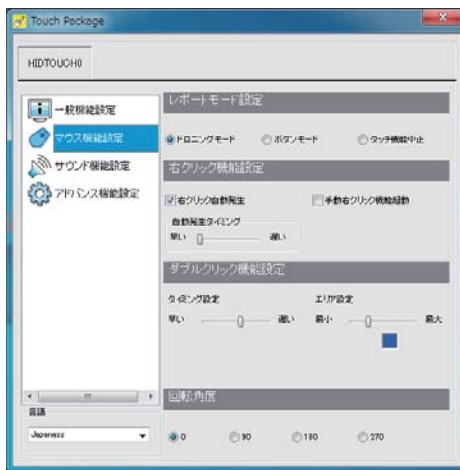 Touch Package
HIDTOUCH0
一般機能設定
マウス機能設定
サウンド機能設定
アドバンス機能設定
言語
Japanese
レポートモード設定
ドロニングモード
ボタンモード
タッチ機能中止
右クリック機能設定
右クリック自動発生
手動右クリック機能起動
自動発生タイミング
早い 遅い
ダブルクリック機能設定
タイミング設定 エリア設定
早い 遅い 最小 最大
回転角度
0 90 180 270